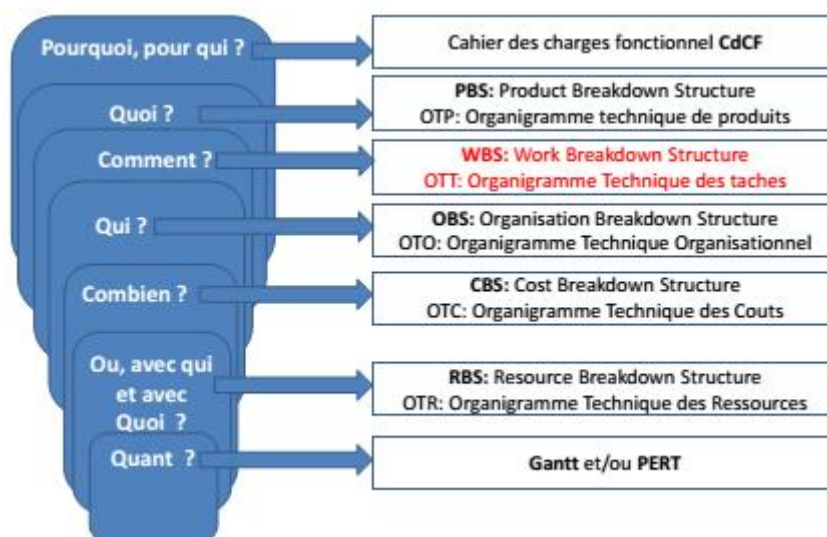 Pourquoi, pour qui ?
Cahier des charges fonctionnel CdCF
Quoi ?
PBS: Product Breakdown Structure
OTP: Organigramme technique de produits
Comment ?
WBS: Work Breakdown Structure
OTT: Organigramme Technique des taches
Qui ?
OBS: Organisation Breakdown Structure
OTO: Organigramme Technique Organisationnel
Combien ?
CBS: Cost Breakdown Structure
OTC: Organigramme Technique des Couts
Ou, avec qui
et avec
Quoi ?
RBS: Resource Breakdown Structure
OTR: Organigramme Technique des Ressources
Quant ?
Gantt et/ou PERT